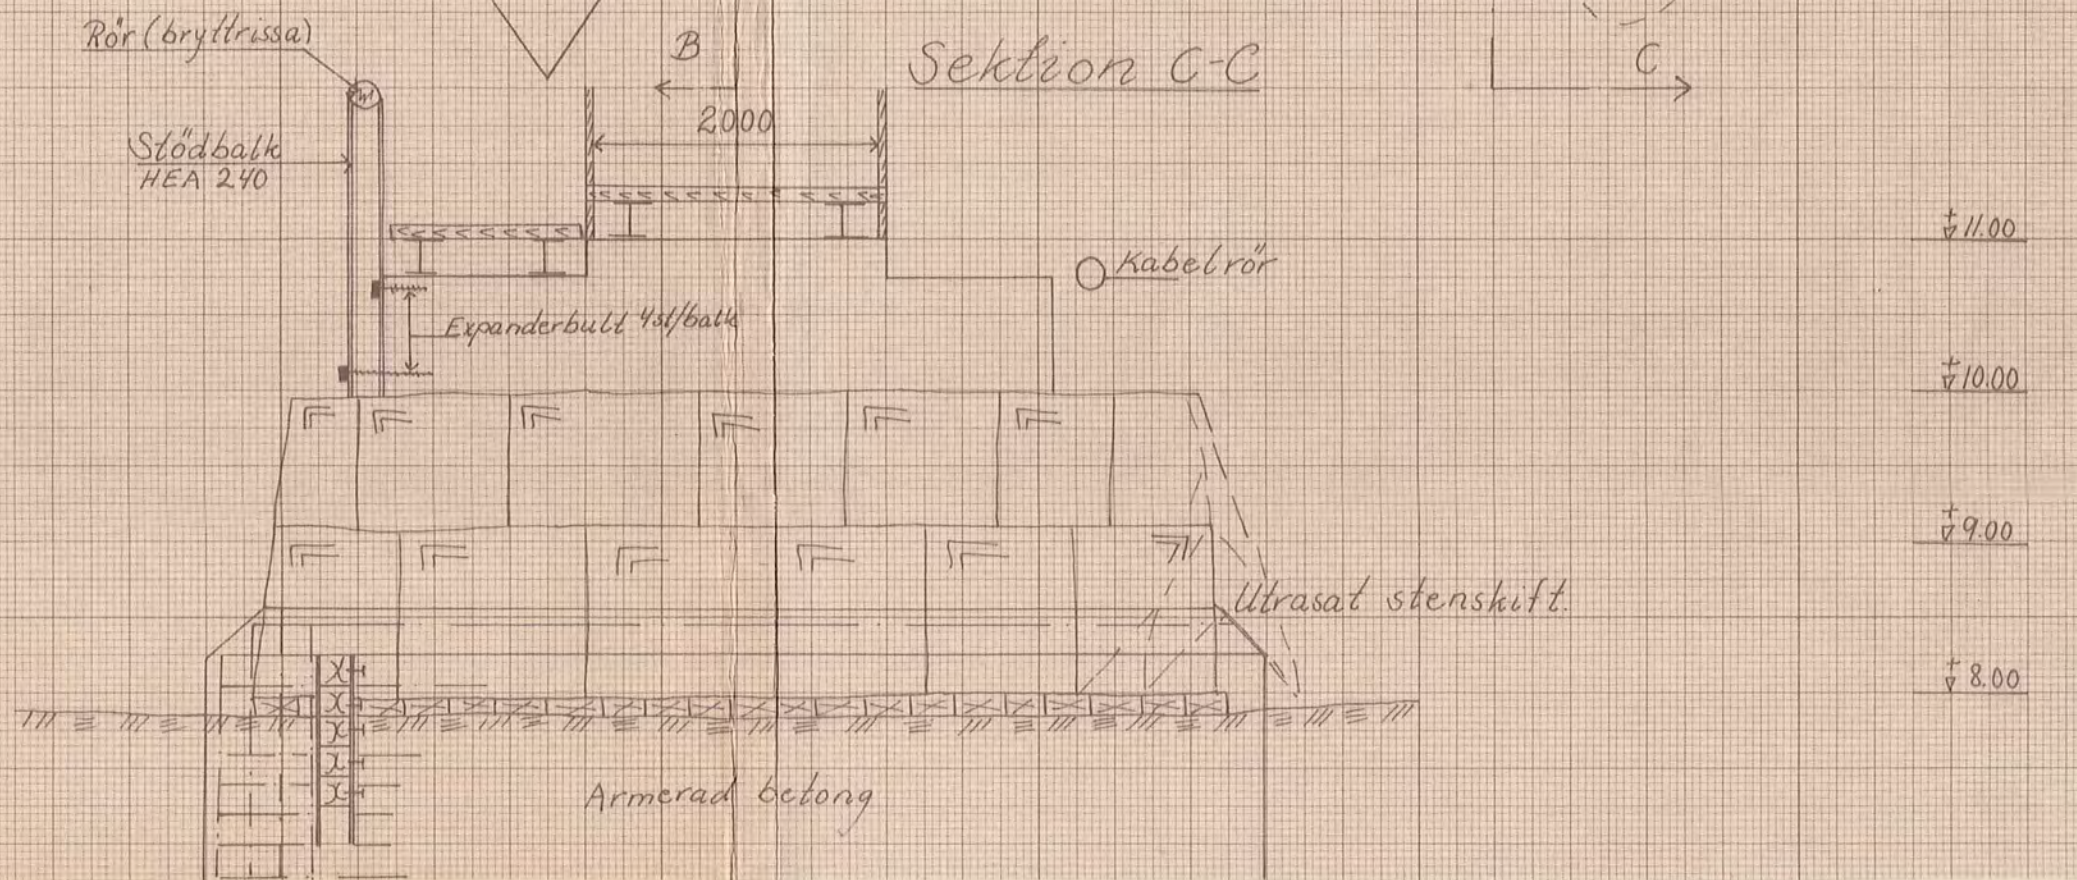 Rör (bryttrissa)
B
Sektion C-C
C
2000
Stödbalk
HEA 240
+11.00
Kabelrör
Expanderbult 4st/balk
+10.00
+9.00
Utrasat stenskift.
+8.00
Armerad betong